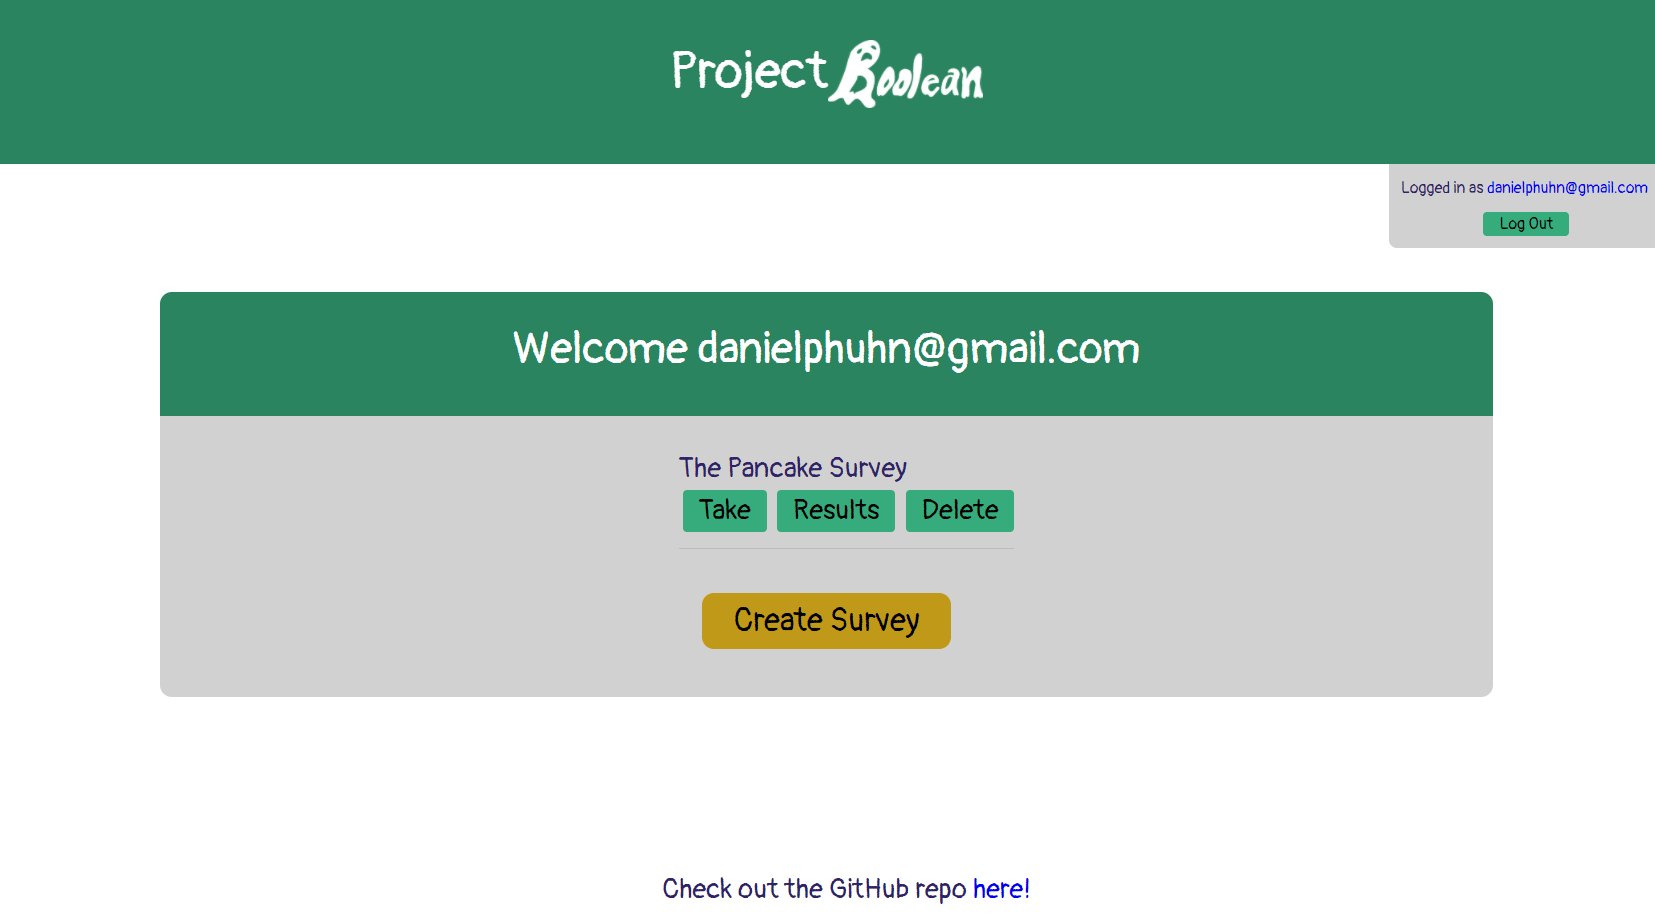 Project Boolean
Logged in as danielphuhn@gmail.com
Log Out
Welcome danielphuhn@gmail.com
The Pancake Survey
Take Results Delete
Create Survey
Check out the GitHub repo here!